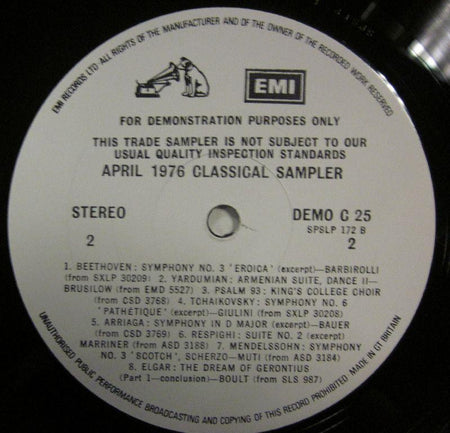 EMI RECORDS LTD ALL RIGHTS OF THE MANUFACTURER AND OF THE OWNER OF THE RECORDED WORK RESERVED
EMI
FOR DEMONSTRATION PURPOSES ONLY
THIS TRADE SAMPLER IS NOT SUBJECT TO OUR
USUAL QUALITY INSPECTION STANDARDS
APRIL 1976 CLASSICAL SAMPLER
STEREO DEMO C 25
SPSLP 172 B
2 2
1. BEETHOVEN: SYMPHONY NO. 3 'EROICA' (excerpt)—BARBIROLLI
(from SXLP 30209) 2. YARDUMIAN: ARMENIAN SUITE, DANCE II—
BRUSILOW (from EMD 5527) 3. PSALM 93: KING'S COLLEGE CHOIR
(from CSD 3768) 4. TCHAIKOVSKY: SYMPHONY NO. 6
'PATHÉTIQUE' (excerpt)—GIULINI (from SXLP 30208)
5. ARRIAGA: SYMPHONY IN D MAJOR (excerpt)—BAUER
(from CSD 3769) 6. RESPIGHI: SUITE NO. 2 (excerpt)
MARRINER (from ASD 3188) 7. MENDELSSOHN: SYMPHONY
NO. 3 'SCOTCH', SCHERZO—MUTI (from ASD 3184)
8. ELGAR: THE DREAM OF GERONTIUS
(Part 1—conclusion)—BOULT (from SLS 987)
UNAUTHORISED PUBLIC PERFORMANCE BROADCASTING AND COPYING OF THIS RECORD PROHIBITED. MADE IN GT BRITAIN